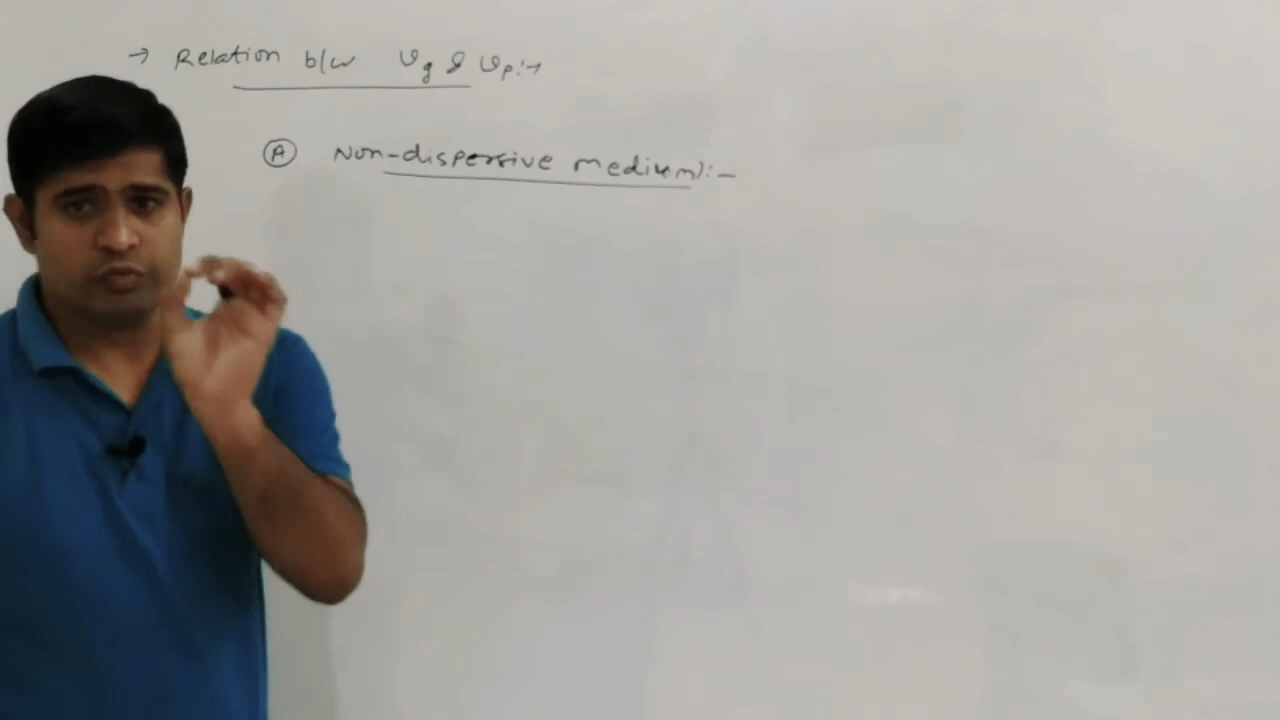 → Relation b/w υg & υp:→
Ⓐ Non-dispersive medium:-